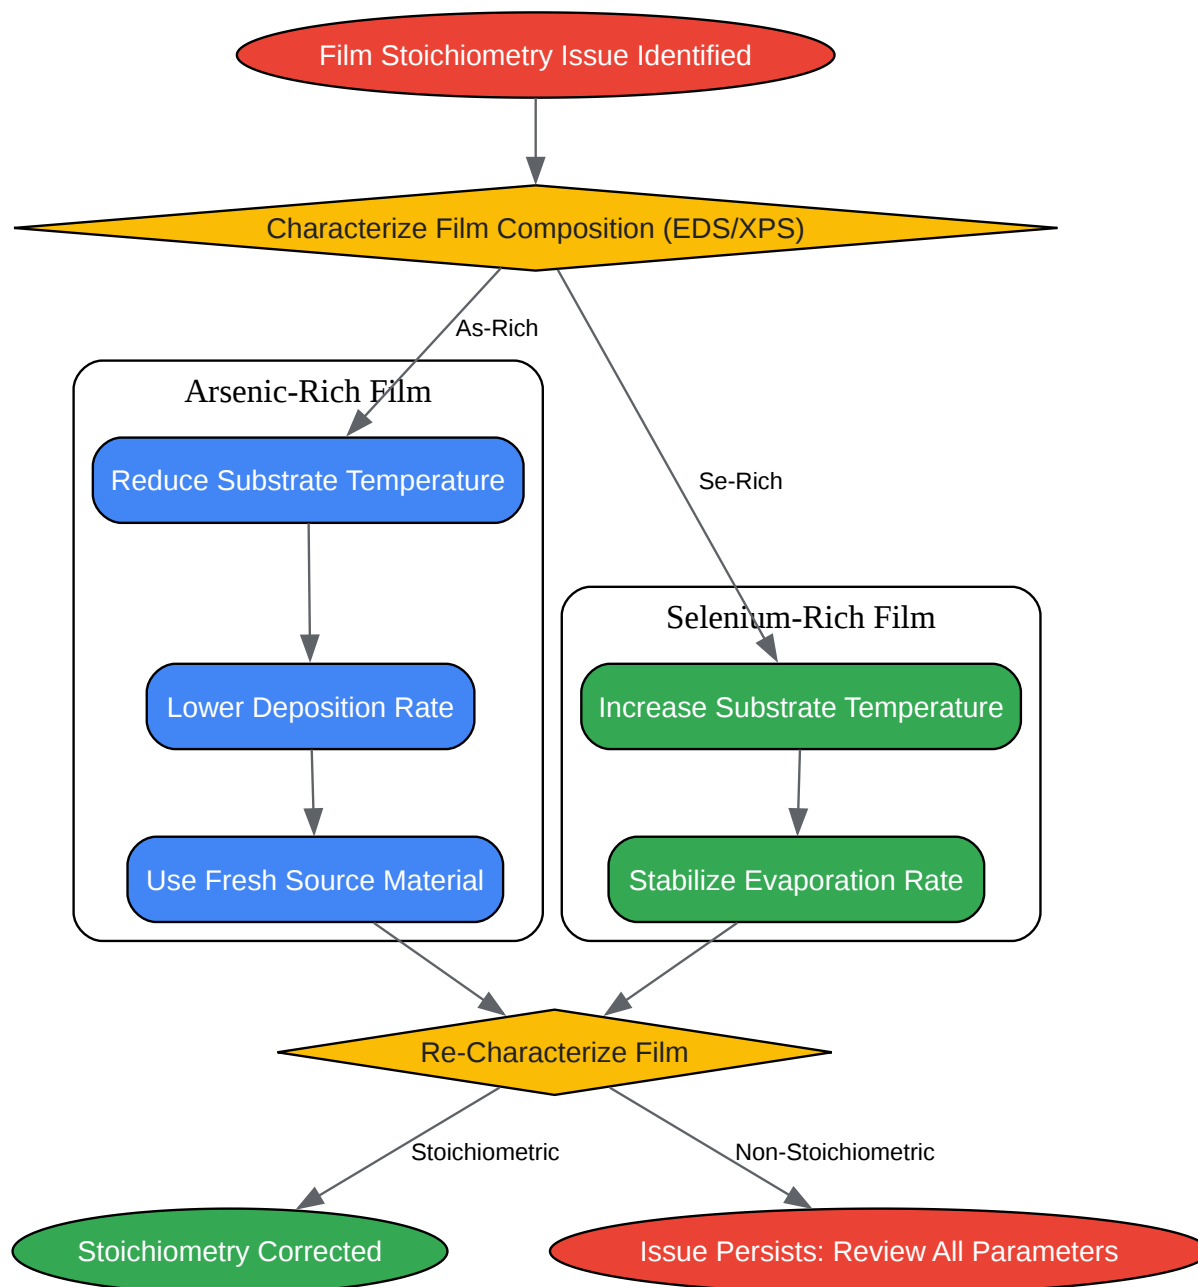 Film Stoichiometry Issue Identified
Characterize Film Composition (EDS/XPS)
As-Rich
Arsenic-Rich Film
Reduce Substrate Temperature
Se-Rich
Selenium-Rich Film
Lower Deposition Rate
Increase Substrate Temperature
Use Fresh Source Material
Stabilize Evaporation Rate
Re-Characterize Film
Stoichiometric
Non-Stoichiometric
Stoichiometry Corrected
Issue Persists: Review All Parameters